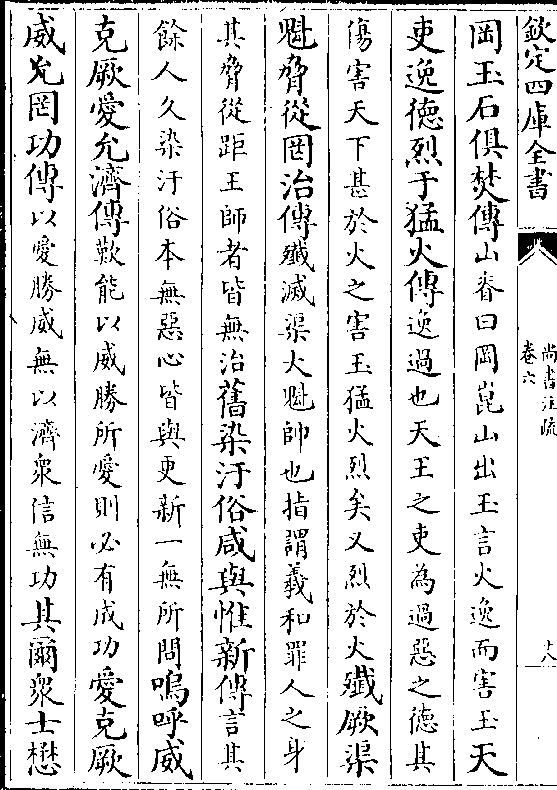 欽定四庫全書
尚書注疏
卷六
十八
岡玉石俱焚傳山脊曰岡崑山出玉言火逸而害玉天
吏逸德烈于猛火傳逸過也天王之吏為過惡之德其
傷害天下甚於火之害玉猛火烈矣又烈於火殲厥渠
魁脅從罔治傳殲滅渠大魁帥也指謂羲和罪人之身
其脅從距王師者皆無治舊染汙俗咸與惟新傳言其
餘人久染汙俗本無惡心皆與更新一無所問嗚呼威
克厥愛允濟傳歎能以威勝所愛則必有成功愛克厥
威允罔功傳以愛勝威無以濟衆信無功其爾衆士懋